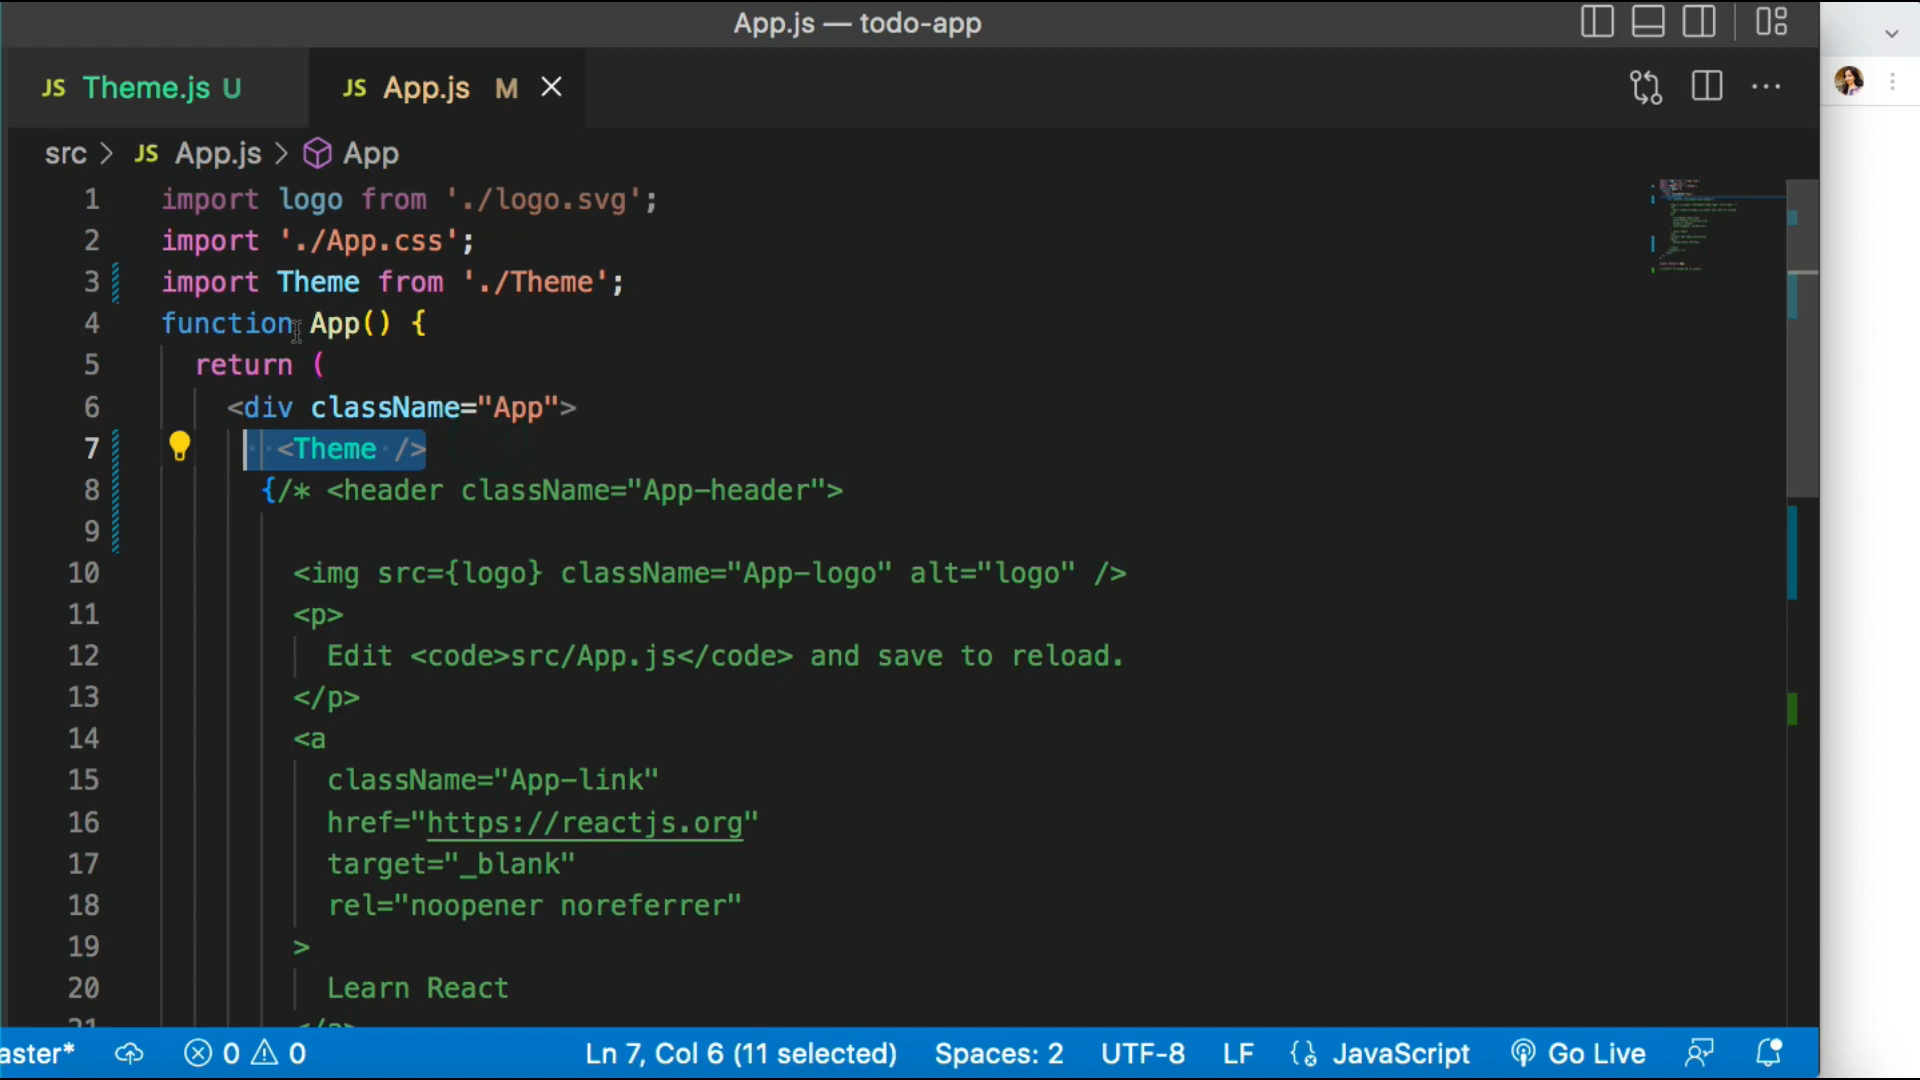 App.js — todo-app
JS Theme.js U
JS App.js M
src > JS App.js > App
1 import logo from './logo.svg';
2 import './App.css';
3 import Theme from './Theme';
4 function App() {
5 return (
6 <div className="App">
7 <Theme />
8 {/* <header className="App-header">
9
10 <img src={logo} className="App-logo" alt="logo" />
11 <p>
12 Edit <code>src/App.js</code> and save to reload.
13 </p>
14 <a
15 className="App-link"
16 href="https://reactjs.org"
17 target="_blank"
18 rel="noopener noreferrer"
19 >
20 Learn React
21 </a>
aster* 0 0 Ln 7, Col 6 (11 selected) Spaces: 2 UTF-8 LF JavaScript Go Live